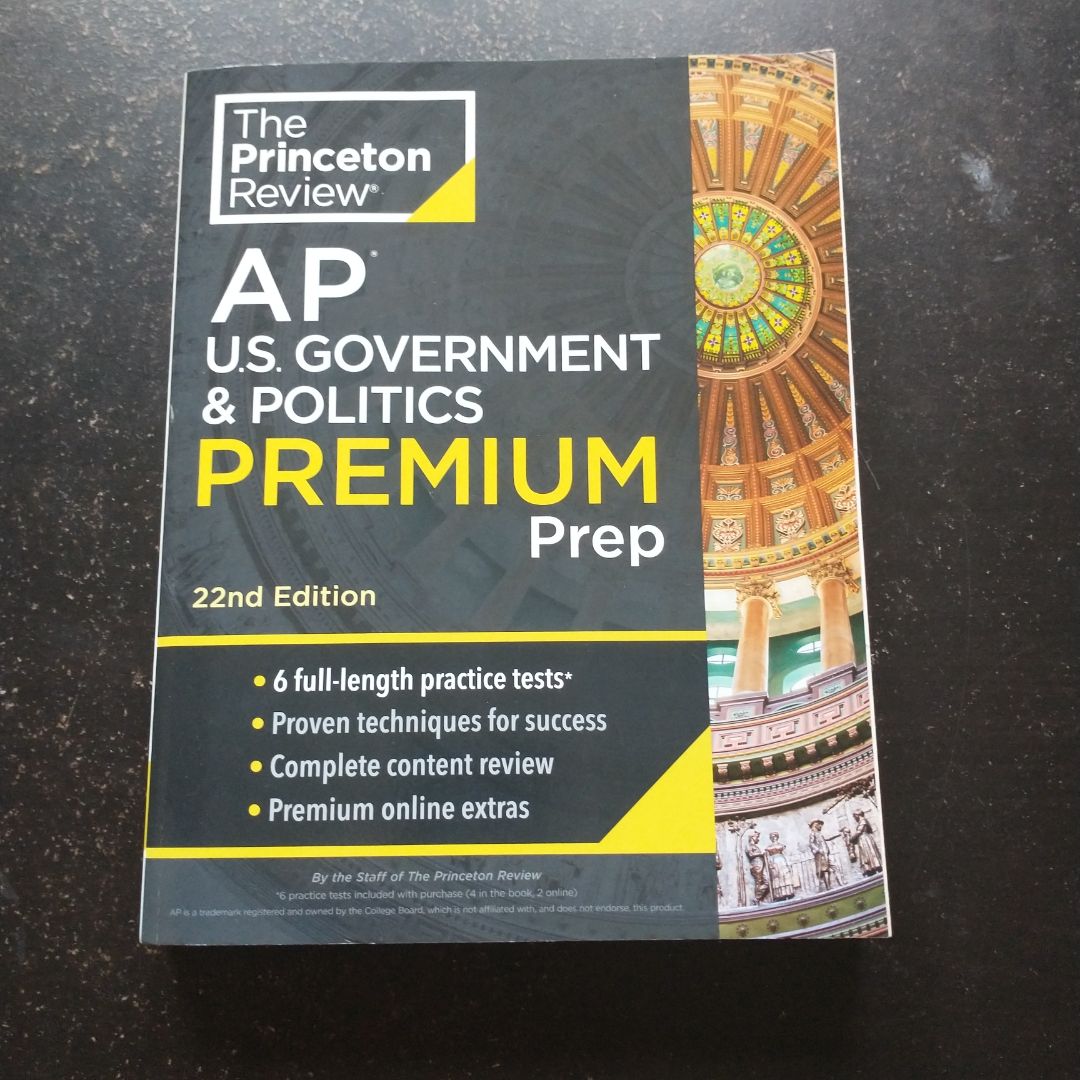 The
Princeton
Review®
AP®
U.S. GOVERNMENT
& POLITICS
PREMIUM
Prep
22nd Edition
• 6 full-length practice tests*
• Proven techniques for success
• Complete content review
• Premium online extras
By the Staff of The Princeton Review
*6 practice tests included with purchase (4 in the book, 2 online)
AP is a trademark registered and owned by the College Board, which is not affiliated with, and does not endorse, this product.